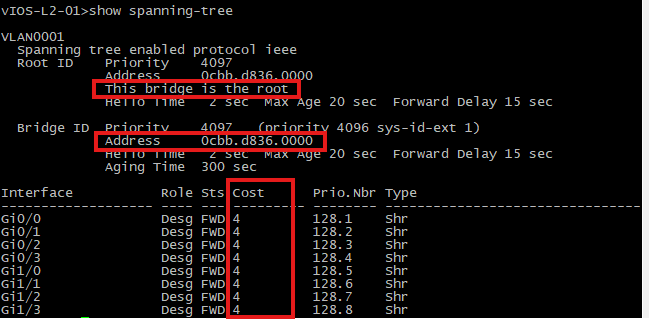 vIOS-L2-01>show spanning-tree
VLAN0001
Spanning tree enabled protocol ieee
Root ID Priority 4097
Address 0cbb.d836.0000
This bridge is the root
Hello Time 2 sec Max Age 20 sec Forward Delay 15 sec
Bridge ID Priority 4097 (priority 4096 sys-id-ext 1)
Address 0cbb.d836.0000
Hello Time 2 sec Max Age 20 sec Forward Delay 15 sec
Aging Time 300 sec
Interface Role Sts Cost Prio.Nbr Type
Gi0/0 Desg FWD 4 128.1 Shr
Gi0/1 Desg FWD 4 128.2 Shr
Gi0/2 Desg FWD 4 128.3 Shr
Gi0/3 Desg FWD 4 128.4 Shr
Gi1/0 Desg FWD 4 128.5 Shr
Gi1/1 Desg FWD 4 128.6 Shr
Gi1/2 Desg FWD 4 128.7 Shr
Gi1/3 Desg FWD 4 128.8 Shr